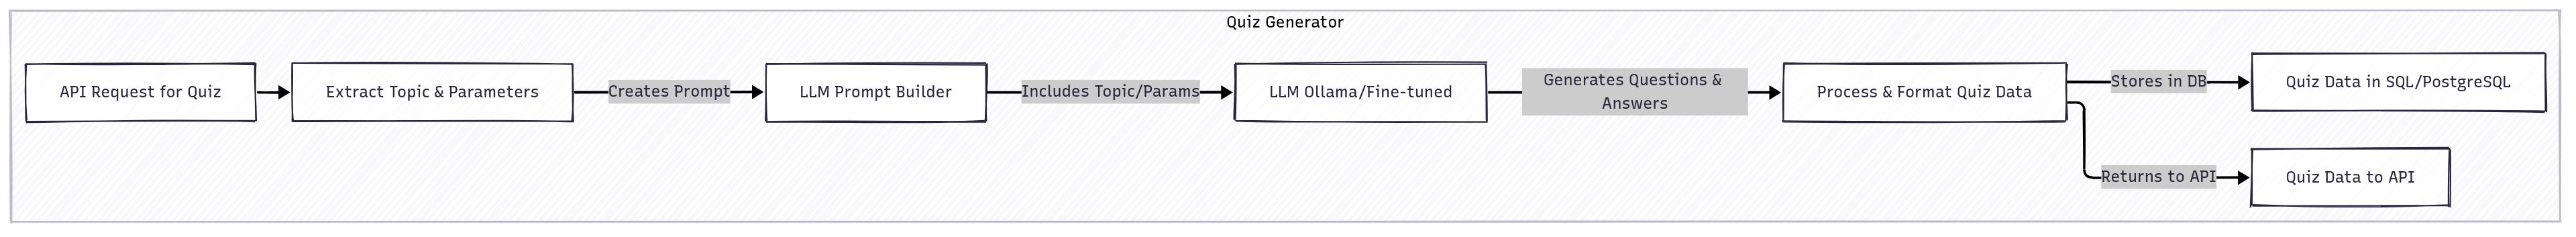 Quiz Generator
API Request for Quiz
Extract Topic & Parameters
Creates Prompt
LLM Prompt Builder
Includes Topic/Params
LLM Ollama/Fine-tuned
Generates Questions &
Answers
Process & Format Quiz Data
Stores in DB
Quiz Data in SQL/PostgreSQL
Returns to API
Quiz Data to API